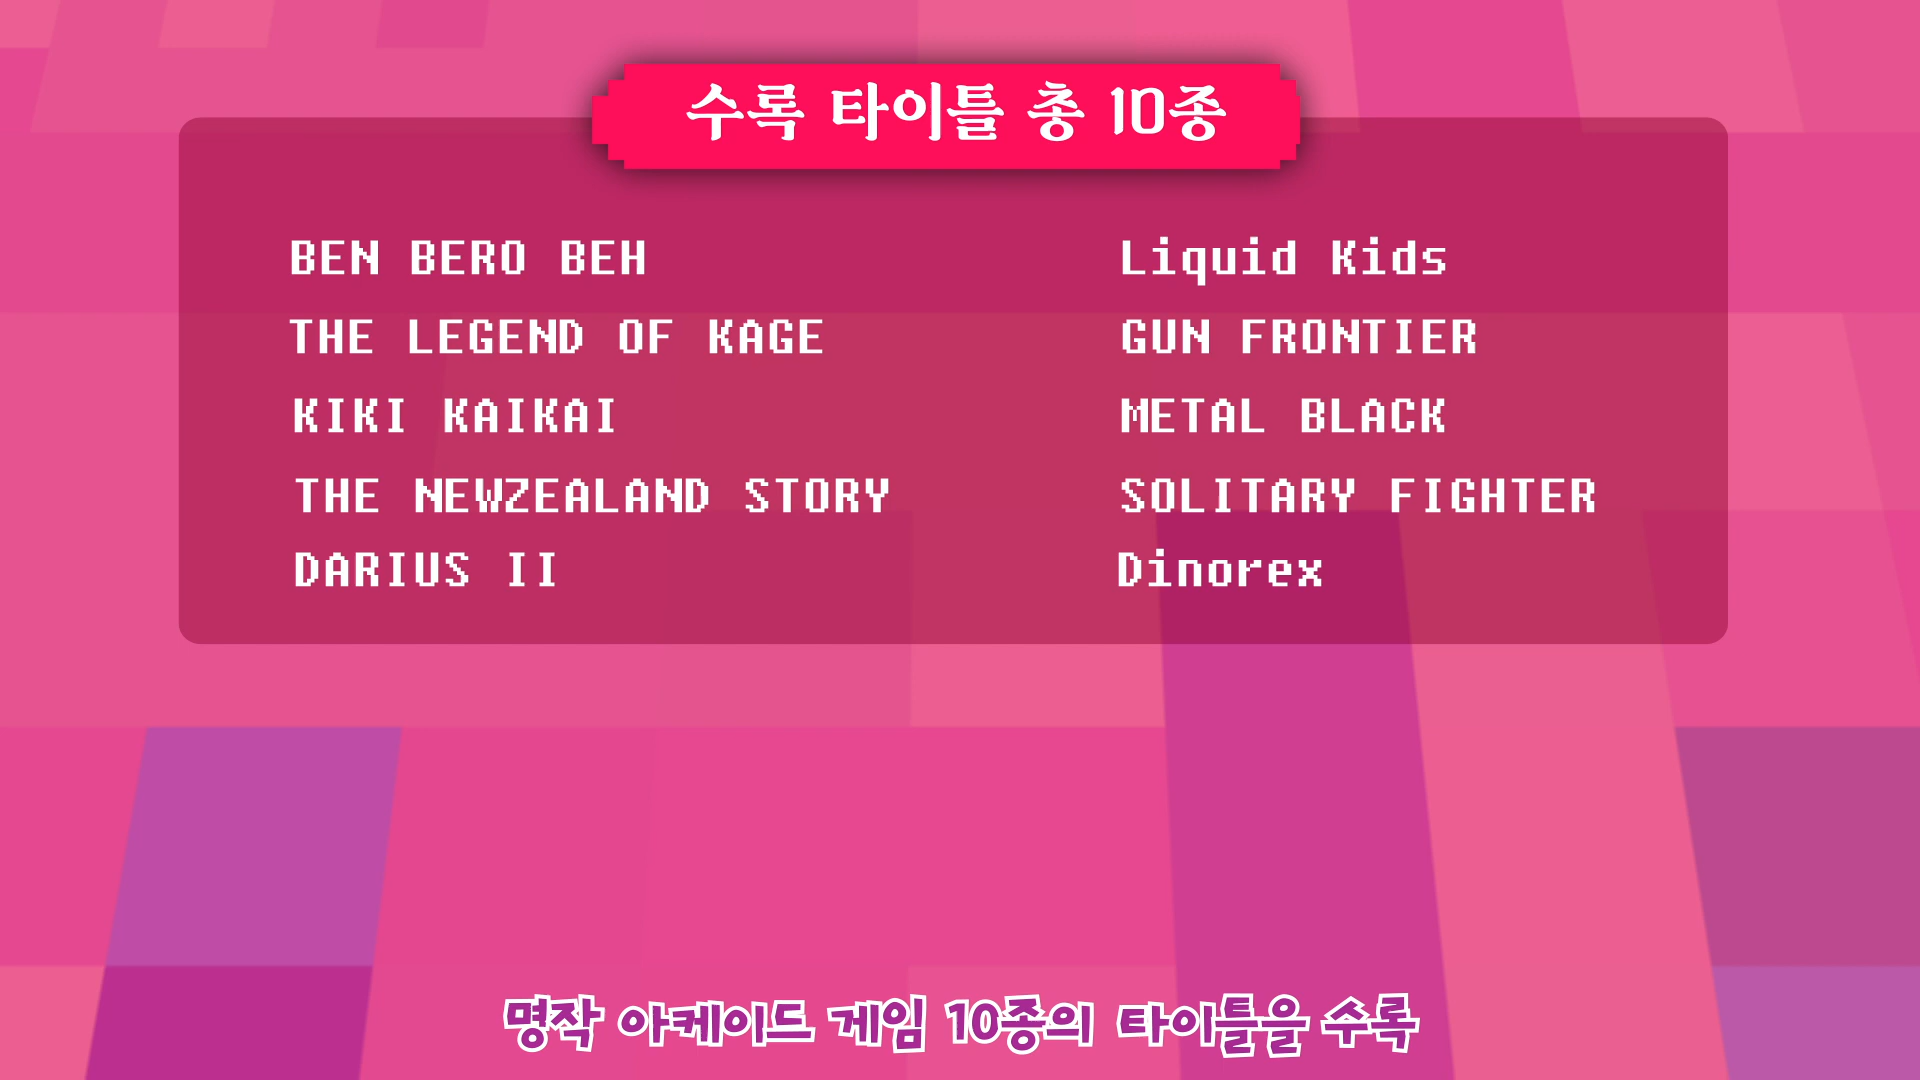 수록 타이틀 총 10종
BEN BERO BEH
THE LEGEND OF KAGE
KIKI KAIKAI
THE NEWZEALAND STORY
DARIUS II
Liquid Kids
GUN FRONTIER
METAL BLACK
SOLITARY FIGHTER
Dinorex
명작 아케이드 게임 10종의 타이틀을 수록